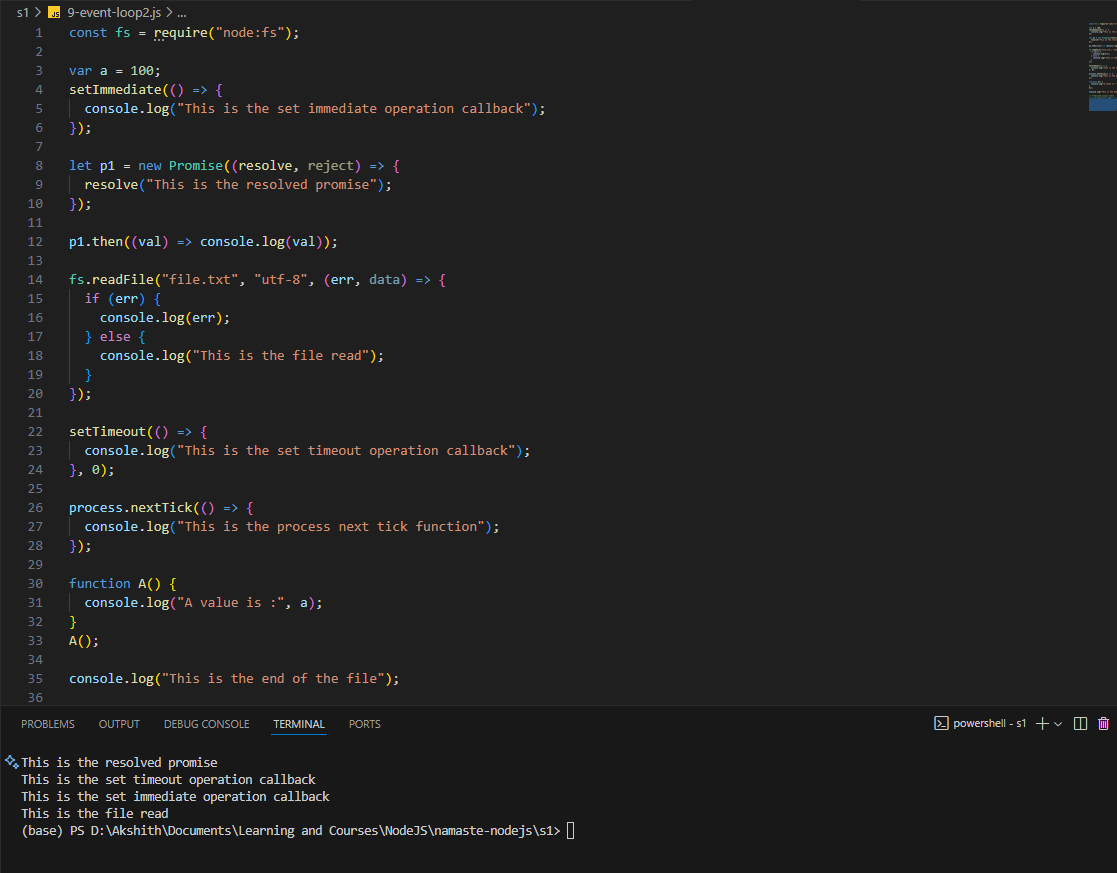 s1 > JS 9-event-loop2.js > ...
1 const fs = require("node:fs");
2
3 var a = 100;
4 setImmediate(() => {
5 console.log("This is the set immediate operation callback");
6 });
7
8 let p1 = new Promise((resolve, reject) => {
9 resolve("This is the resolved promise");
10 });
11
12 p1.then((val) => console.log(val));
13
14 fs.readFile("file.txt", "utf-8", (err, data) => {
15 if (err) {
16 console.log(err);
17 } else {
18 console.log("This is the file read");
19 }
20 });
21
22 setTimeout(() => {
23 console.log("This is the set timeout operation callback");
24 }, 0);
25
26 process.nextTick(() => {
27 console.log("This is the process next tick function");
28 });
29
30 function A() {
31 console.log("A value is :", a);
32 }
33 A();
34
35 console.log("This is the end of the file");
36
PROBLEMS OUTPUT DEBUG CONSOLE TERMINAL PORTS powershell - s1
This is the resolved promise
This is the set timeout operation callback
This is the set immediate operation callback
This is the file read
(base) PS D:\Akshith\Documents\Learning and Courses\NodeJS\namaste-nodejs\s1>